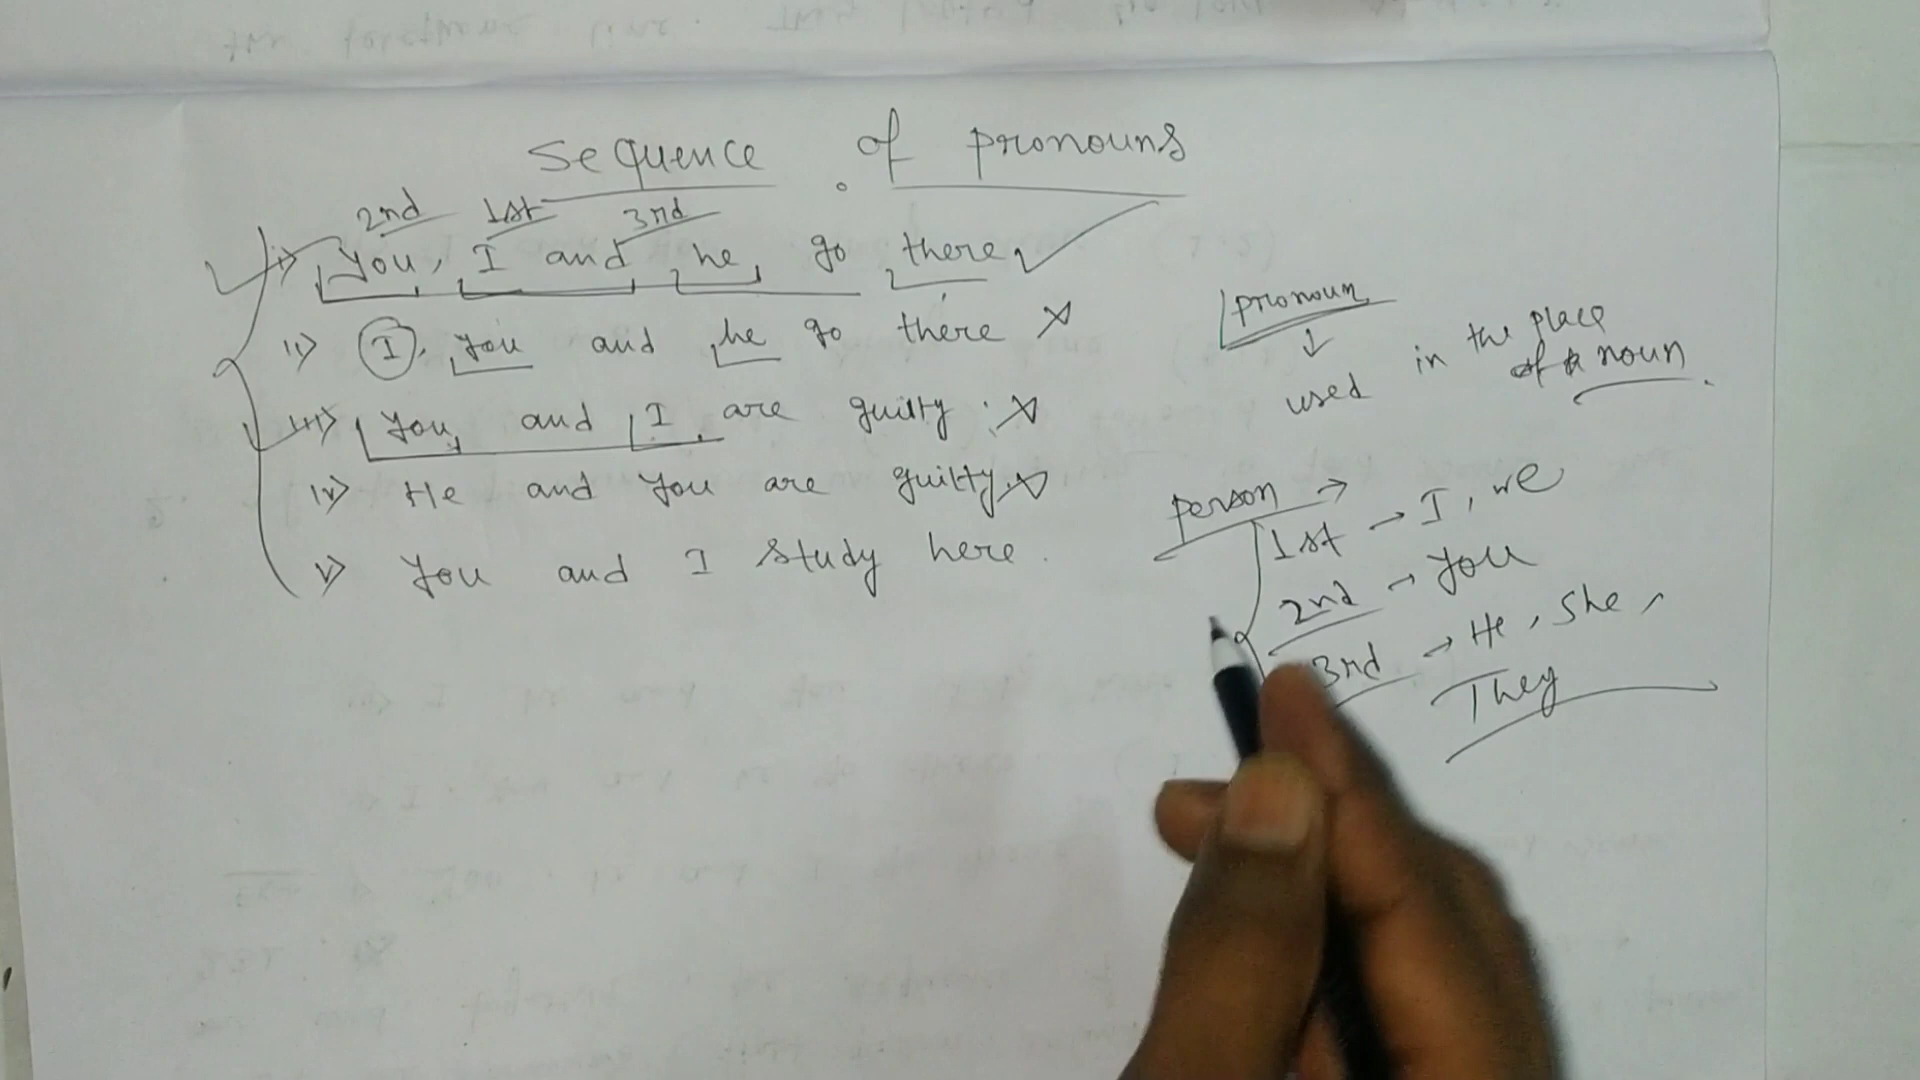 Sequence of pronouns
2nd 1st 3rd
i) You, I and he, go there
ii) I, you and he go there
iii) You, and I are guilty.
iv) He and you are guilty.
v) You and I study here.
pronoun
↓
used in the place
of a noun.
person →
1st → I, we
2nd → you
3rd → He, She,
They